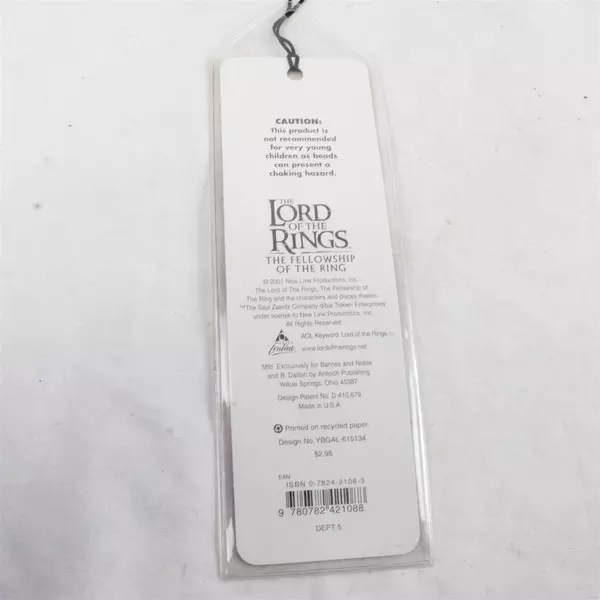 CAUTION:
This product is
not recommended
for very young
children as beads
can present a
choking hazard.
THE
LORD
OF THE
RINGS™
THE FELLOWSHIP
OF THE RING
© 2001 New Line Productions, Inc.
The Lord of The Rings, The Fellowship of
The Ring and the characters and places therein,
™The Saul Zaentz Company d/b/a Tolkien Enterprises
under license to New Line Productions, Inc.
All Rights Reserved.
AOL Keyword: Lord of the Rings
www.lordoftherings.net
Mfd. Exclusively for Barnes and Noble
and B. Dalton by Antioch Publishing
Yellow Springs, Ohio 45387
Design Patent No. D 410,679
Made in U.S.A.
Printed on recycled paper.
Design No. YBGAL-615134
$2.95
EAN
ISBN 0-7824-2108-3
9 780782 421088
DEPT 5